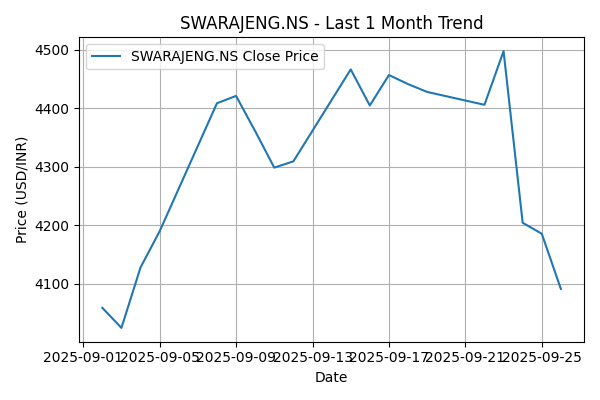 SWARAJENG.NS - Last 1 Month Trend
SWARAJENG.NS Close Price
Price (USD/INR)
4500
4400
4300
4200
4100
2025-09-01 2025-09-05 2025-09-09 2025-09-13 2025-09-17 2025-09-21 2025-09-25
Date